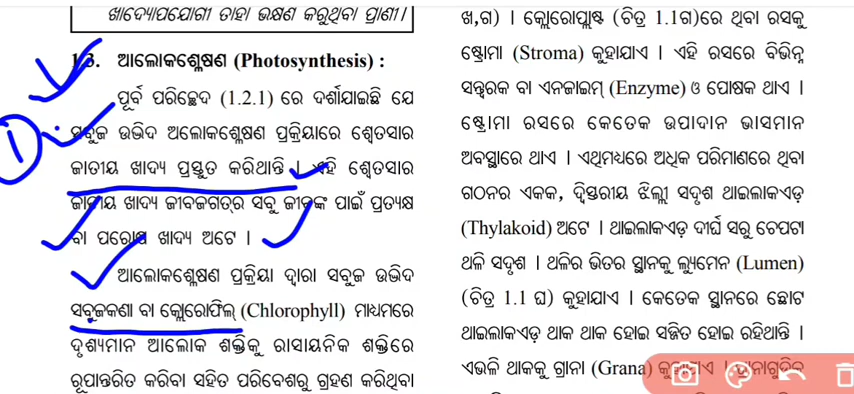 ଖାଦ୍ୟୋପଯୋଗୀ ତାହା ଭକ୍ଷଣ କରୁଥିବା ପ୍ରାଣୀ।
1.3. ଆଲୋକଶ୍ଳେଷଣ (Photosynthesis) :
ପୂର୍ବ ପରିଚ୍ଛେଦ (1.2.1) ରେ ଦର୍ଶାଯାଇଛି ଯେ
ସବୁଜ ଉଦ୍ଭିଦ ଆଲୋକଶ୍ଳେଷଣ ପ୍ରକ୍ରିୟାରେ ଶ୍ୱେତସାର
ଜାତୀୟ ଖାଦ୍ୟ ପ୍ରସ୍ତୁତ କରିଥାନ୍ତି । ଏହି ଶ୍ୱେତସାର
ଜାତୀୟ ଖାଦ୍ୟ ଜୀବଜଗତ୍‌ର ସବୁ ଜୀବଙ୍କ ପାଇଁ ପ୍ରତ୍ୟକ୍ଷ
ବା ପରୋକ୍ଷ ଖାଦ୍ୟ ଅଟେ ।
ଆଲୋକଶ୍ଳେଷଣ ପ୍ରକ୍ରିୟା ଦ୍ୱାରା ସବୁଜ ଉଦ୍ଭିଦ
ସବୁଜକଣା ବା କ୍ଲୋରୋଫିଲ୍ (Chlorophyll) ମାଧ୍ୟମରେ
ଦୃଶ୍ୟମାନ ଆଲୋକ ଶକ୍ତିକୁ ରାସାୟନିକ ଶକ୍ତିରେ
ରୂପାନ୍ତରିତ କରିବା ସହିତ ପରିବେଶରୁ ଗ୍ରହଣ କରିଥିବା
1
ଖ,ଗ) । କ୍ଲୋରୋପ୍ଲାଷ୍ଟ (ଚିତ୍ର 1.1ଗ)ରେ ଥିବା ରସକୁ
ଷ୍ଟ୍ରୋମା (Stroma) କୁହାଯାଏ । ଏହି ରସରେ ବିଭିନ୍ନ
ସନ୍ତ୍ୱରକ ବା ଏନଜାଇମ୍ (Enzyme) ଓ ପୋଷକ ଥାଏ ।
ଷ୍ଟ୍ରୋମା ରସରେ କେତେକ ଉପାଦାନ ଭାସମାନ
ଅବସ୍ଥାରେ ଥାଏ । ଏଥିମଧ୍ୟରେ ଅଧିକ ପରିମାଣରେ ଥିବା
ଗଠନର ଏକକ, ଦ୍ୱିସ୍ତରୀୟ ଝିଲ୍ଲୀ ସଦୃଶ ଥାଇଲାକଏଡ଼
(Thylakoid) ଅଟେ । ଥାଇଲାକଏଡ଼ ଦୀର୍ଘ ସରୁ ଚେପଟା
ଥଳି ସଦୃଶ । ଥଳିର ଭିତର ସ୍ଥାନକୁ ଲ୍ୟୁମେନ (Lumen)
(ଚିତ୍ର 1.1 ଘ) କୁହାଯାଏ । କେତେକ ସ୍ଥାନରେ ଛୋଟ
ଥାଇଲାକଏଡ଼ ଥାକ ଥାକ ହୋଇ ସଜ୍ଜିତ ହୋଇ ରହିଥାନ୍ତି ।
ଏଭଳି ଥାକକୁ ଗ୍ରାନା (Grana) କୁହାଯାଏ ।